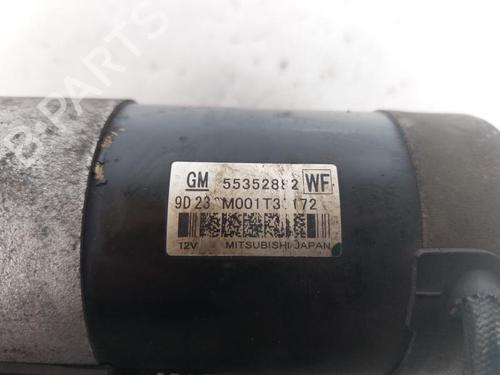 GM 55352882 WF
9D 23 M001T3 172
12V MITSUBISHI JAPAN
B-PARTS